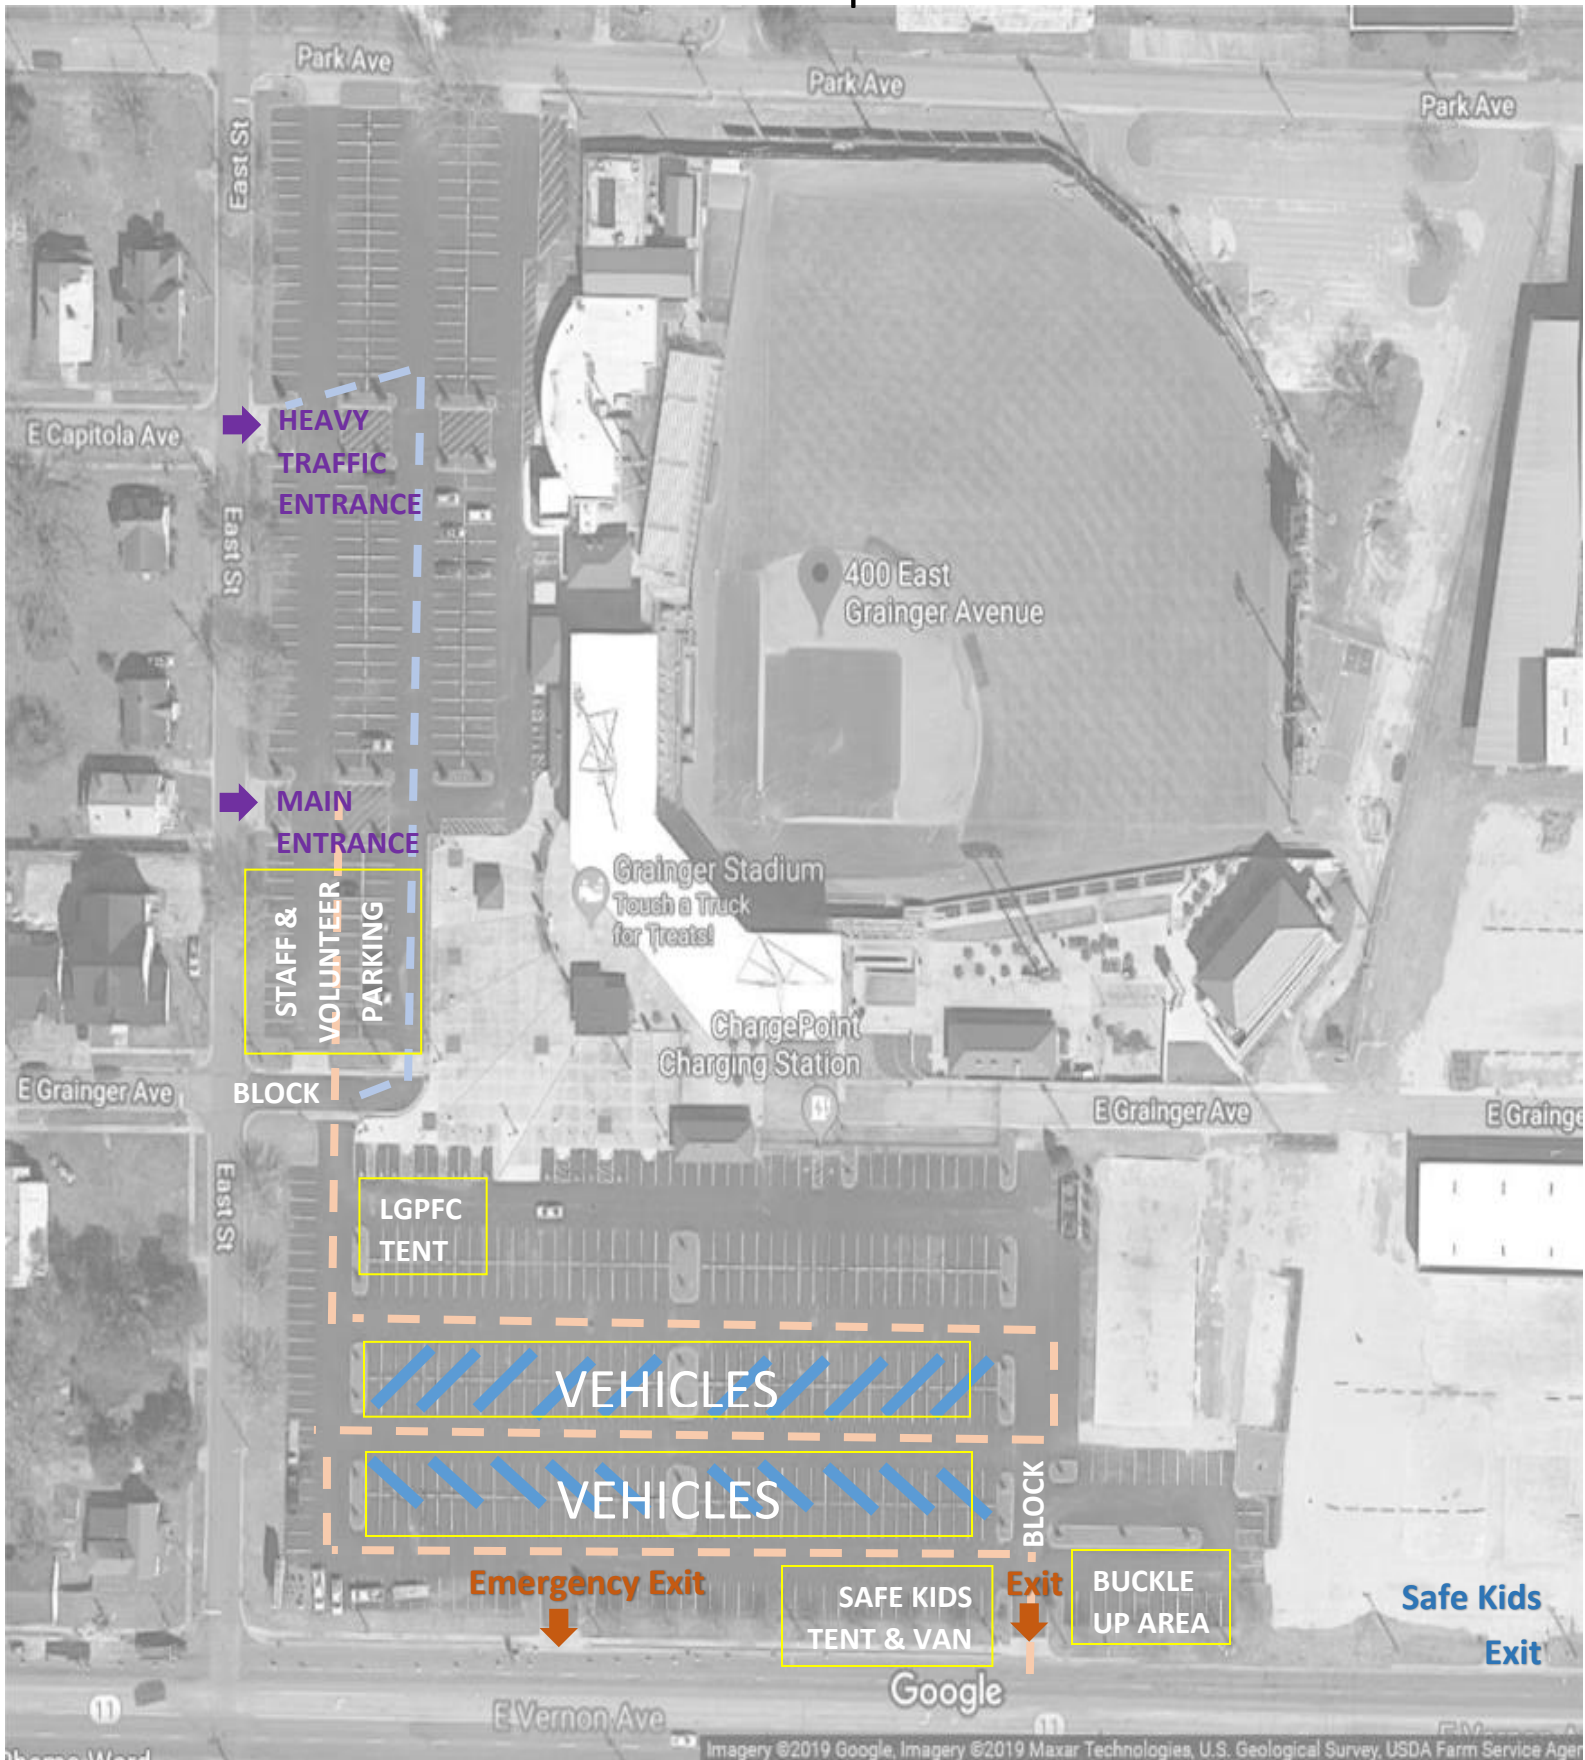 Park Ave
Park Ave
Park Ave
East St
E Capitola Ave
HEAVY
TRAFFIC
ENTRANCE
East St
400 East
Grainger Avenue
MAIN
ENTRANCE
Grainger Stadium
Touch a Truck
for Treats!
STAFF &
VOLUNTEER
PARKING
ChargePoint
Charging Station
E Grainger Ave
BLOCK
E Grainger Ave
E Grainge
East St
LGPFC
TENT
VEHICLES
VEHICLES
BLOCK
Emergency Exit
SAFE KIDS
TENT & VAN
Exit
BUCKLE
UP AREA
Safe Kids
Exit
Google
11
E Vernon Ave
11
Imagery ©2019 Google, Imagery ©2019 Maxar Technologies, U.S. Geological Survey, USDA Farm Service Agen